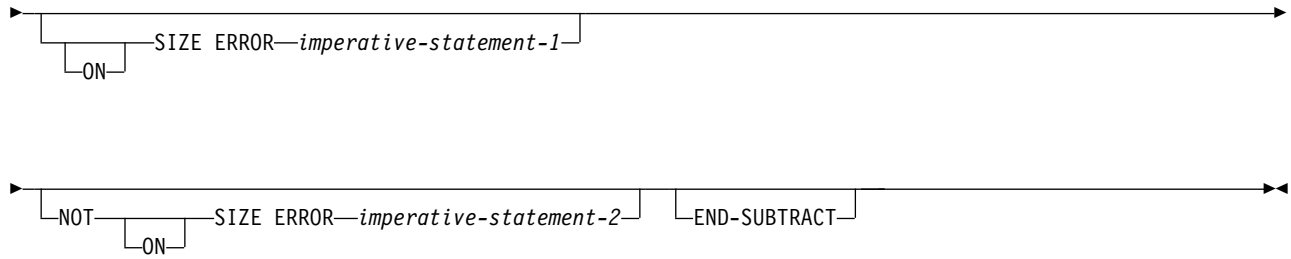 SIZE ERROR imperative-statement-1
ON
NOT SIZE ERROR imperative-statement-2 END-SUBTRACT
ON